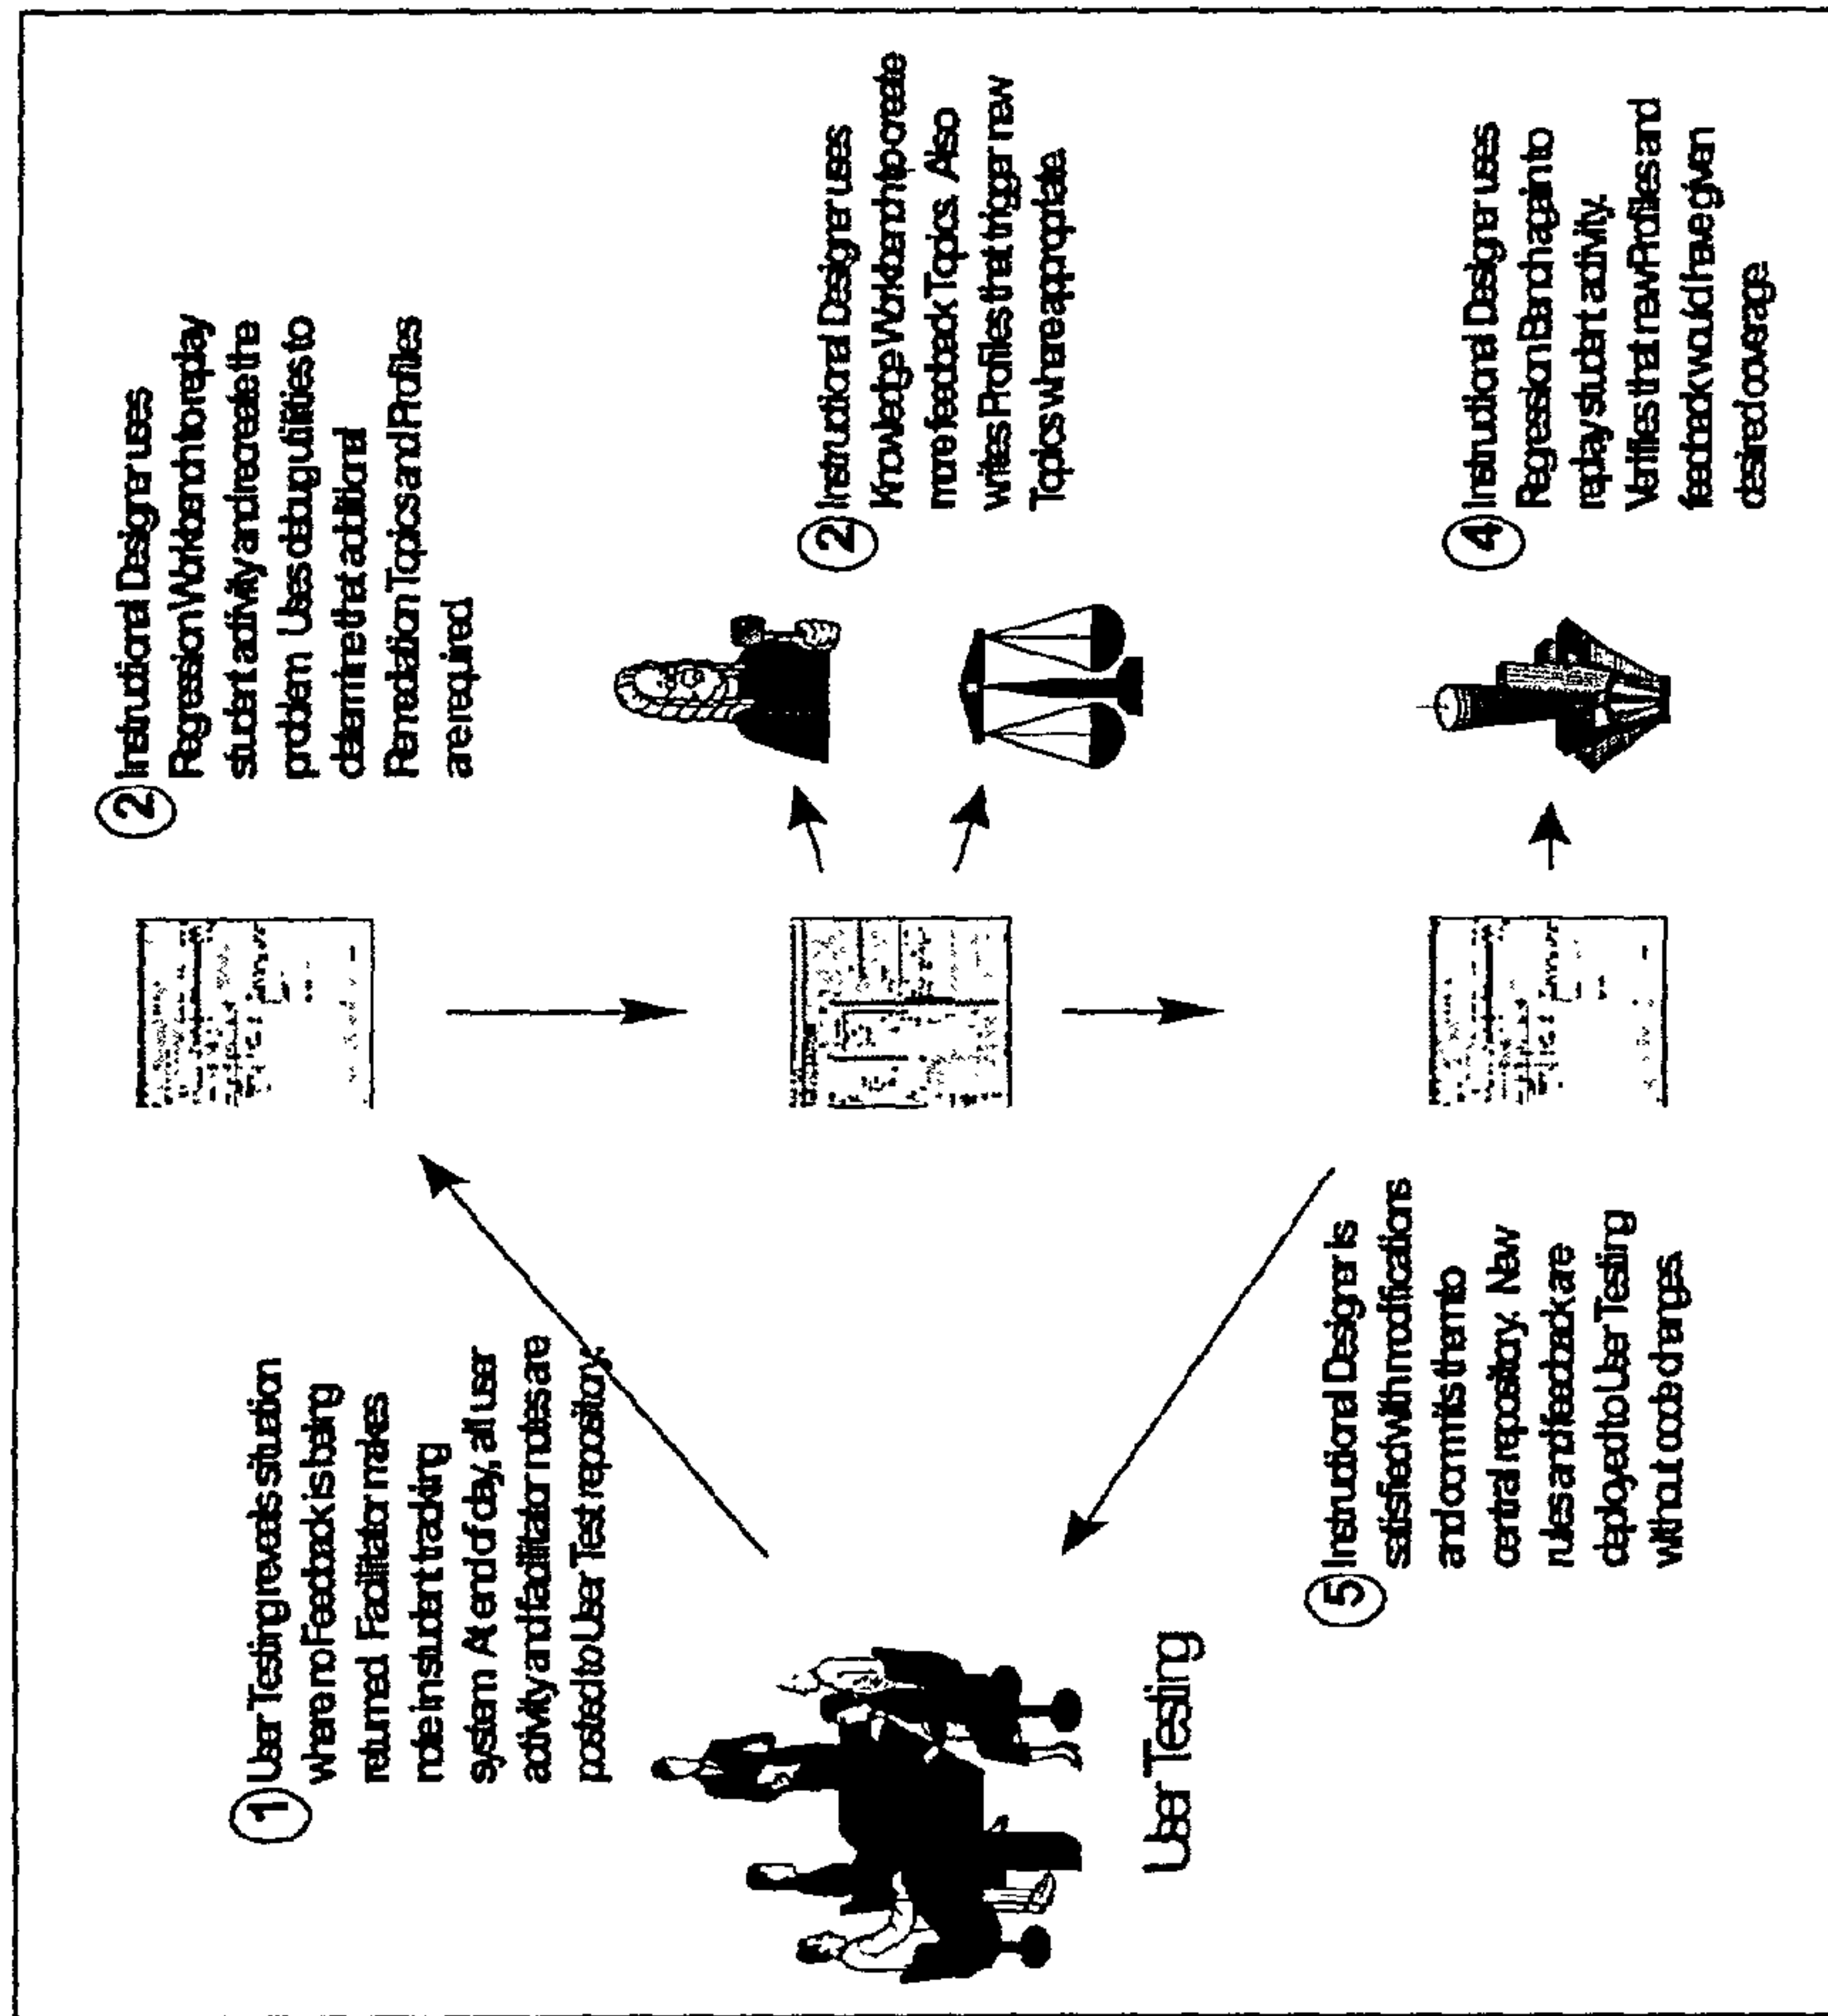 1
User Testing reveals situation
where no Feedback is being
returned. Facilitator makes
note in student tracking
system. At end of day, all user
activity and facilitator notes are
posted to User Test repository.
2
Instructional Designer uses
Regression Workbench to replay
student activity and recreate the
problem. Uses debug utilities to
determine that additional
Remediation Topics and Profiles
are required.
2
Instructional Designer uses
Knowledge Workbench to create
more feedback Topics. Also
writes Profiles that trigger new
Topics where appropriate.
4
Instructional Designer uses
Regression Bench again to
replay student activity.
Verifies that new Profiles and
feedback would have given
desired coverage.
5
Instructional Designer is
satisfied with modifications
and commits them to
central repository. New
rules and feedback are
deployed to User Testing
without code changes.
User Testing